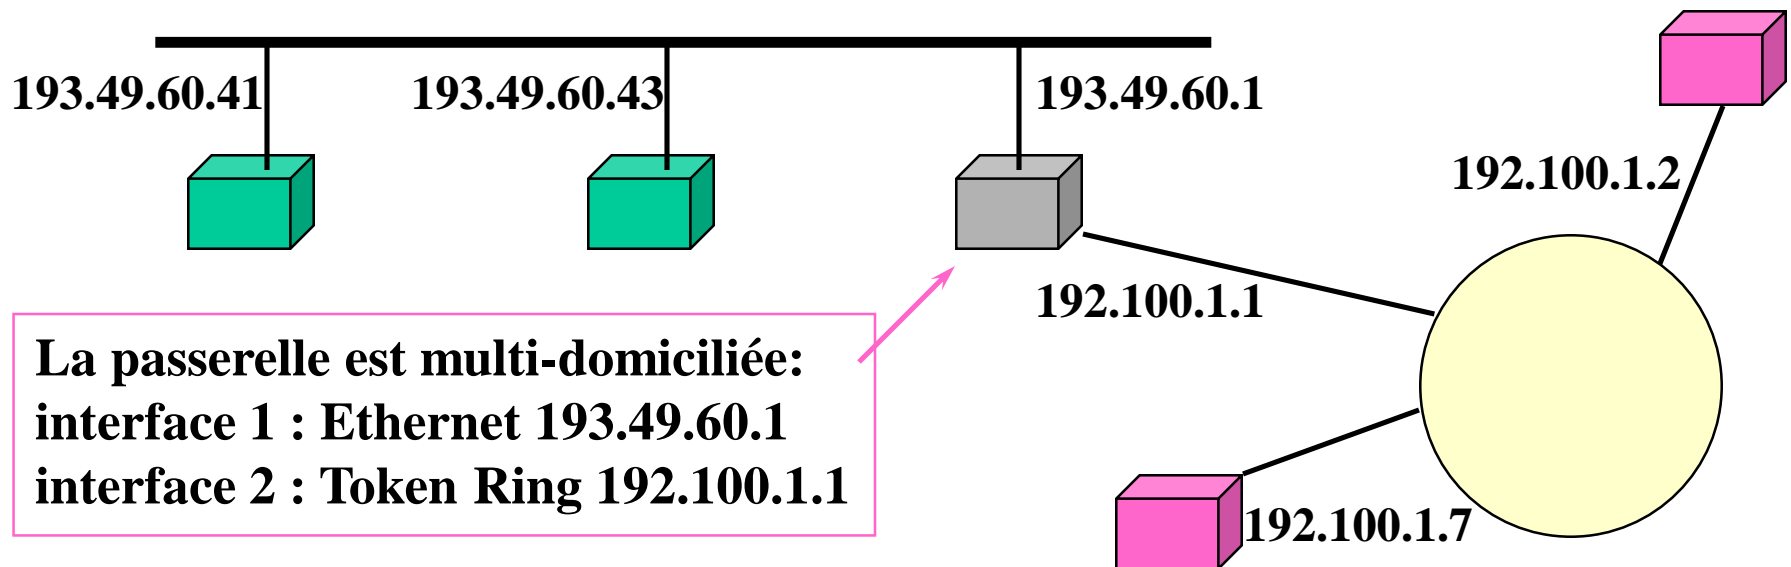 193.49.60.41
193.49.60.43
193.49.60.1
192.100.1.2
192.100.1.1
La passerelle est multi-domiciliée:
interface 1 : Ethernet 193.49.60.1
interface 2 : Token Ring 192.100.1.1
192.100.1.7